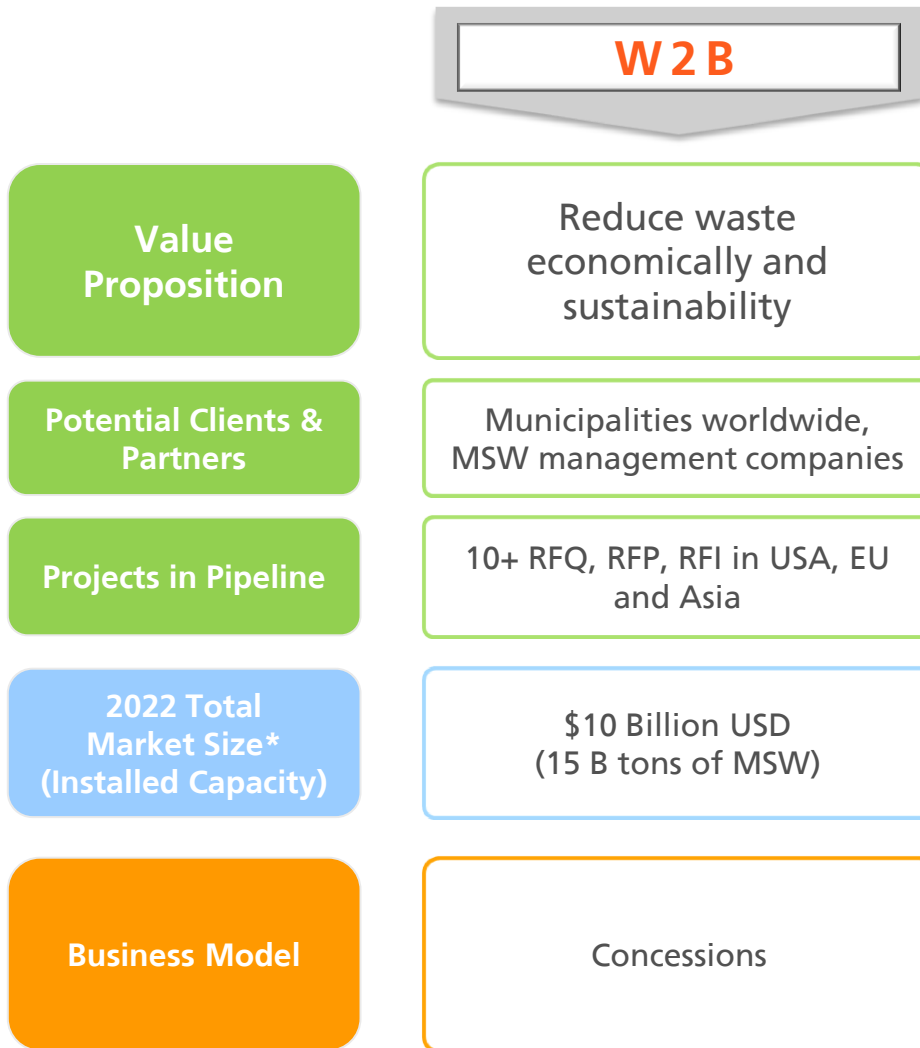 W 2 B
Value
Proposition
Reduce waste
economically and
sustainability
Potential Clients &
Partners
Municipalities worldwide,
MSW management companies
Projects in Pipeline
10+ RFQ, RFP, RFI in USA, EU
and Asia
2022 Total
Market Size*
(Installed Capacity)
$10 Billion USD
(15 B tons of MSW)
Business Model
Concessions